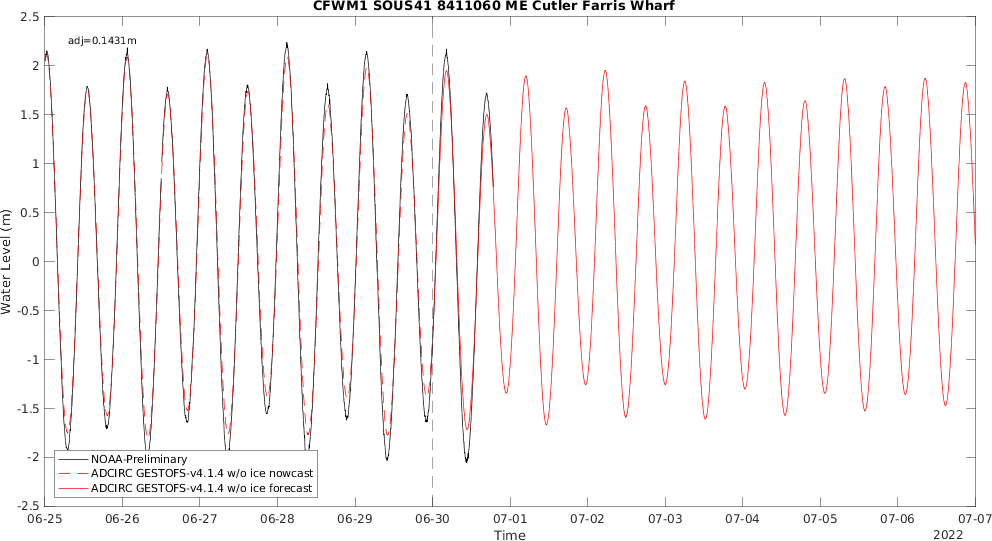 CFWM1 SOUS41 8411060 ME Cutler Farris Wharf
adj=0.1431m
2.5
2
1.5
1
0.5
0
-0.5
-1
-1.5
-2
-2.5
Water Level (m)
NOAA-Preliminary
ADCIRC GESTOFS-v4.1.4 w/o ice nowcast
ADCIRC GESTOFS-v4.1.4 w/o ice forecast
06-25 06-26 06-27 06-28 06-29 06-30 07-01 07-02 07-03 07-04 07-05 07-06 07-07
Time
2022